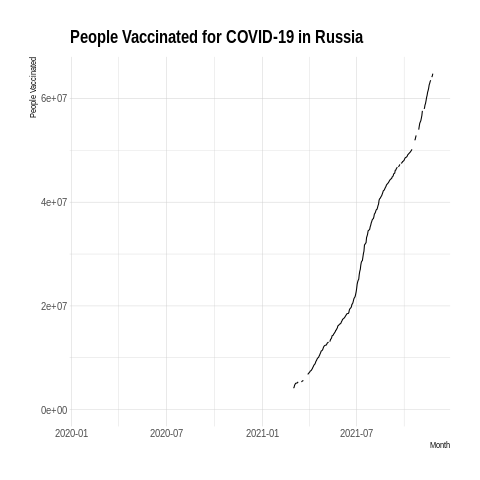 People Vaccinated for COVID-19 in Russia
People Vaccinated
6e+07
4e+07
2e+07
0e+00
2020-01
2020-07
2021-01
2021-07
Month